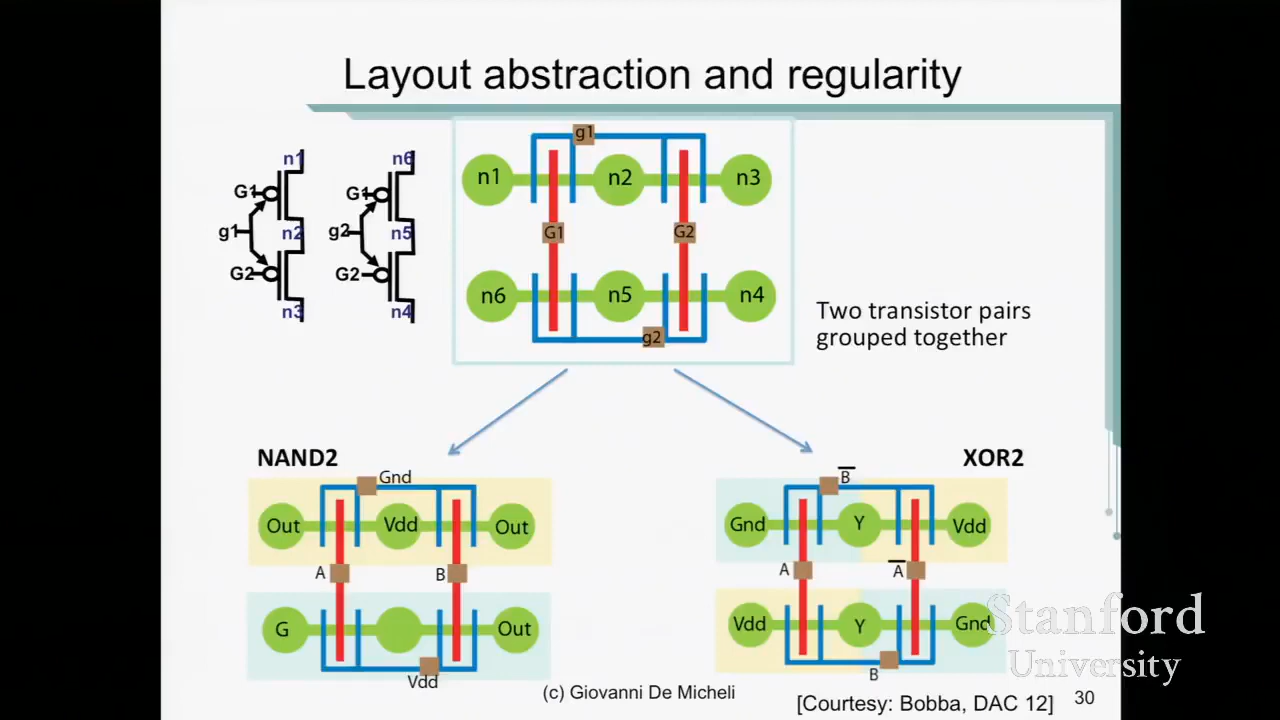 Layout abstraction and regularity
n1
G1
g1
n2
G2
n3
n6
G1
g2
n5
G2
n4
g1
n1
n2
n3
G1
G2
n6
n5
n4
g2
Two transistor pairs
grouped together
NAND2
Gnd
Out
Vdd
Out
A
B
G
Out
Vdd
XOR2
B
Gnd
Y
Vdd
A
A
Vdd
Y
Gnd
B
Stanford
University
(c) Giovanni De Micheli
[Courtesy: Bobba, DAC 12]
30